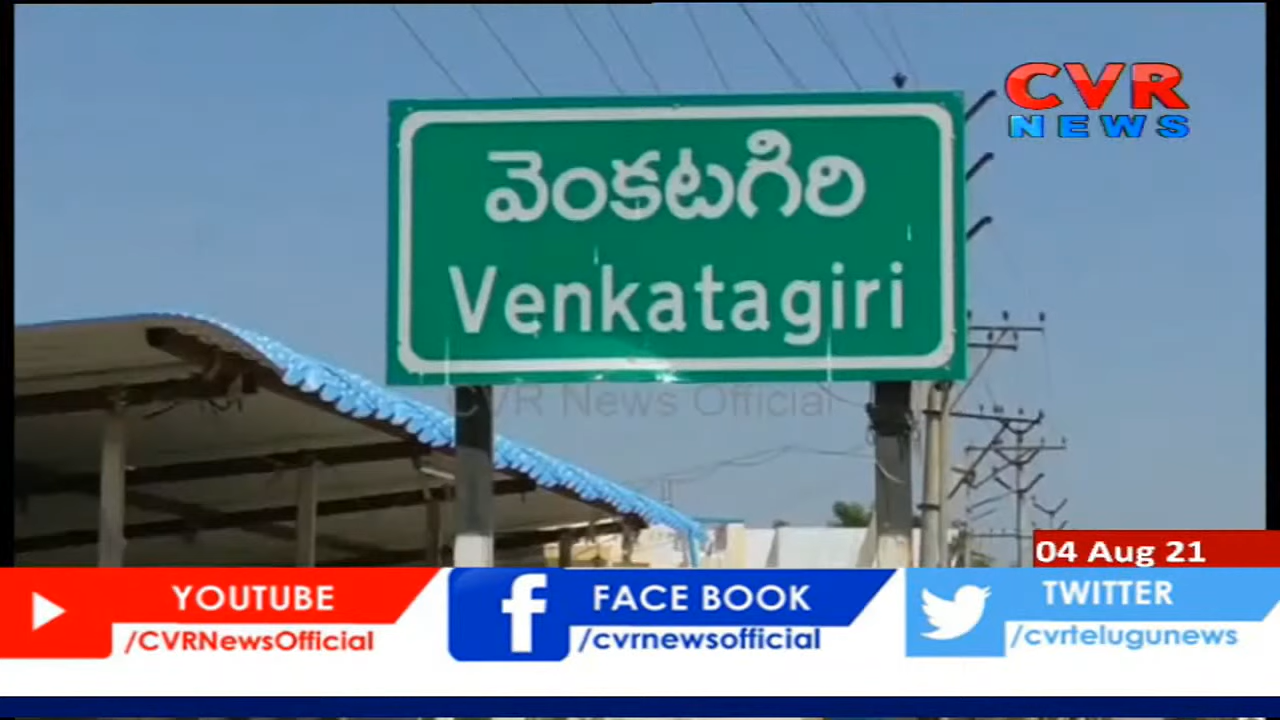 CVR
NEWS
వెంకటగిరి
Venkatagiri
CVR News Official
04 Aug 21
YOUTUBE
/CVRNewsOfficial
FACE BOOK
/cvrnewsofficial
TWITTER
/cvrtelugunews